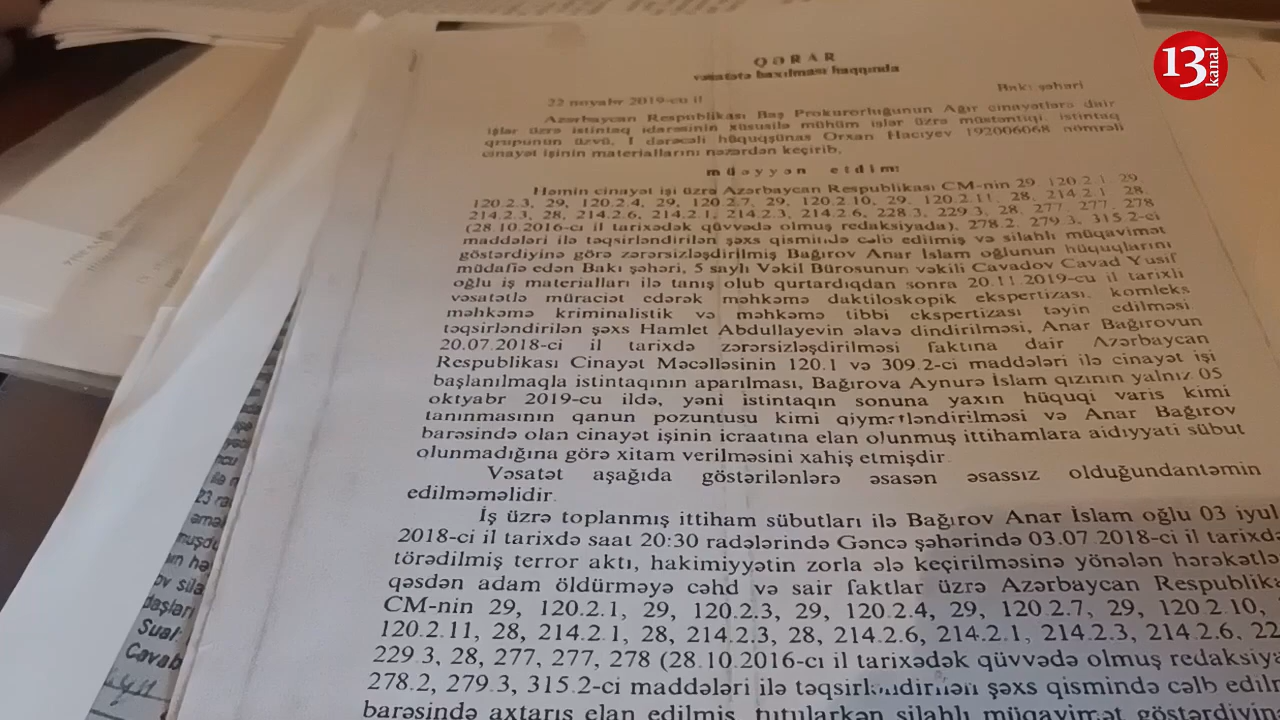 13 kanal
QƏRAR
vəsatətə baxılması haqqında
Bakı şəhəri
22 noyabr 2019-cu il
Azərbaycan Respublikası Baş Prokurorluğunun Ağır cinayətlərə dair
işlər üzrə istintaq idarəsinin xüsusilə mühüm işlər üzrə müstəntiqi, istintaq
qrupunun üzvü, I dərəcəli hüquqşünas Orxan Hacıyev 192006068 nömrəli
cinayət işinin materiallarını nəzərdən keçirib,
müəyyən etdim:
Həmin cinayət işi üzrə Azərbaycan Respublikası CM-nin 29, 120.2.1, 29,
120.2.3, 29, 120.2.4, 29, 120.2.7, 29, 120.2.10, 29, 120.2.11, 28, 214.2.1, 28,
214.2.3, 28, 214.2.6, 214.2.1, 214.2.3, 214.2.6, 228.3, 229.3, 28, 277, 277, 278
(28.10.2016-cı il tarixədək qüvvədə olmuş redaksiyada), 278.2, 279.3, 315.2-ci
maddələri ilə təqsirləndirilən şəxs qismində cəlb edilmiş və silahlı müqavimət
göstərdiyinə görə zərərsizləşdirilmiş Bağırov Anar İslam oğlunun hüquqlarını
müdafiə edən Bakı şəhəri, 5 saylı Vəkil Bürosunun vəkili Cavadov Cavad Yusif
oğlu iş materialları ilə tanış olub qurtardıqdan sonra 20.11.2019-cu il tarixli
vəsatətlə müraciət edərək məhkəmə daktiloskopik ekspertizası, komleks
məhkəmə kriminalistik və məhkəmə tibbi ekspertizası təyin edilməsi
təqsirləndirilən şəxs Hamlet Abdullayevin əlavə dindirilməsi, Anar Bağırovun
20.07.2018-ci il tarixdə zərərsizləşdirilməsi faktına dair Azərbaycan
Respublikası Cinayət Məcəlləsinin 120.1 və 309.2-ci maddələri ilə cinayət işi
başlanılmaqla istintaqının aparılması, Bağırova Aynurə İslam qızının yalnız 05
oktyabr 2019-cu ildə, yəni istintaqın sonuna yaxın hüquqi varis kimi
tanınmasının qanun pozuntusu kimi qiymətləndirilməsi və Anar Bağırov
barəsində olan cinayət işinin icraatına elan olunmuş ittihamlara aidiyyati sübut
olunmadığına görə xitam verilməsini xahiş etmişdir.
Vəsatət aşağıda göstərilənlərə əsasən əsassız olduğundantəmin
edilməməlidir.
İş üzrə toplanmış ittiham sübutları ilə Bağırov Anar İslam oğlu 03 iyul
2018-ci il tarixdə saat 20:30 radələrində Gəncə şəhərində 03.07.2018-ci il tarixdə
törədilmiş terror aktı, hakimiyyətin zorla ələ keçirilməsinə yönələn hərəkətlə
qəsdən adam öldürməyə cəhd və sair faktlar üzrə Azərbaycan Respublika
CM-nin 29, 120.2.1, 29, 120.2.3, 29, 120.2.4, 29, 120.2.7, 29, 120.2.10,
120.2.11, 28, 214.2.1, 28, 214.2.3, 28, 214.2.6, 214.2.1, 214.2.3, 214.2.6, 22
229.3, 28, 277, 277, 278 (28.10.2016-cı il tarixədək qüvvədə olmuş redaksiya
278.2, 279.3, 315.2-ci maddələri ilə təqsirləndirilən şəxs qismində cəlb edilm
barəsində axtarış elan edilmiş, tutularkən silahlı müqavimət göstərdiyinə
23
Sual
Cavab